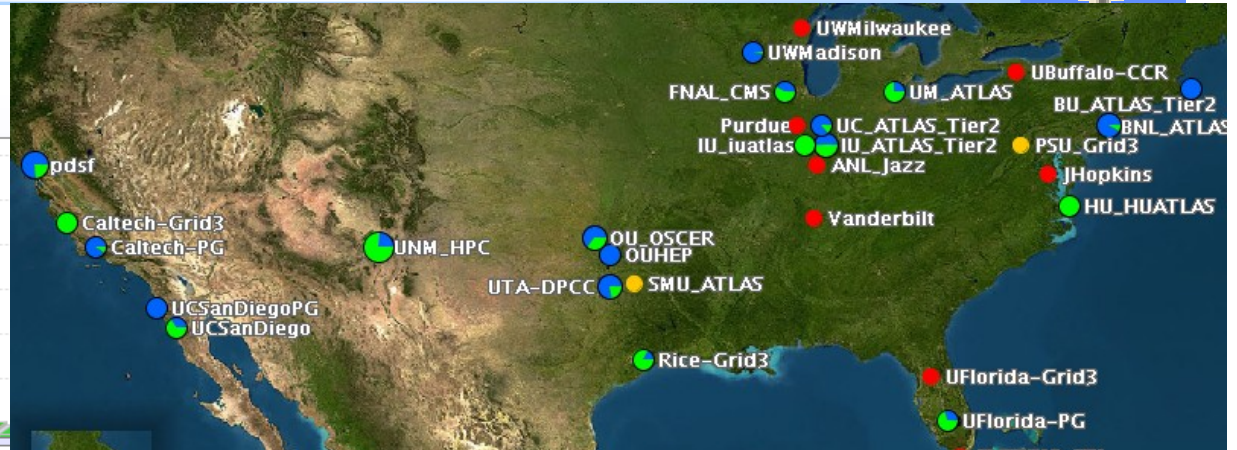 UWMilwaukee
UWMadison
UBuffalo-CCR
FNAL_CMS
UM_ATLAS
BU_ATLAS_Tier2
Purdue
UC_ATLAS_Tier2
BNL_ATLAS
IU_iuatlas
IU_ATLAS_Tier2
PSU_Grid3
pdsf
ANL_Jazz
JHopkins
HU_HUATLAS
Caltech-Grid3
Vanderbilt
Caltech-PG
UNM_HPC
OU_OSCER
OUHEP
UTA-DPCC
SMU_ATLAS
UCSanDiegoPG
UCSanDiego
Rice-Grid3
UFlorida-Grid3
UFlorida-PG